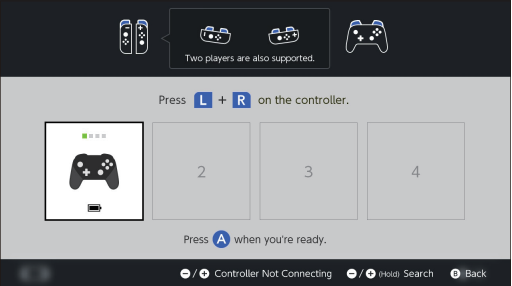 Two players are also supported.
Press L + R on the controller.
2 3 4
Press A when you're ready.
−/+ Controller Not Connecting −/+ (Hold) Search B Back